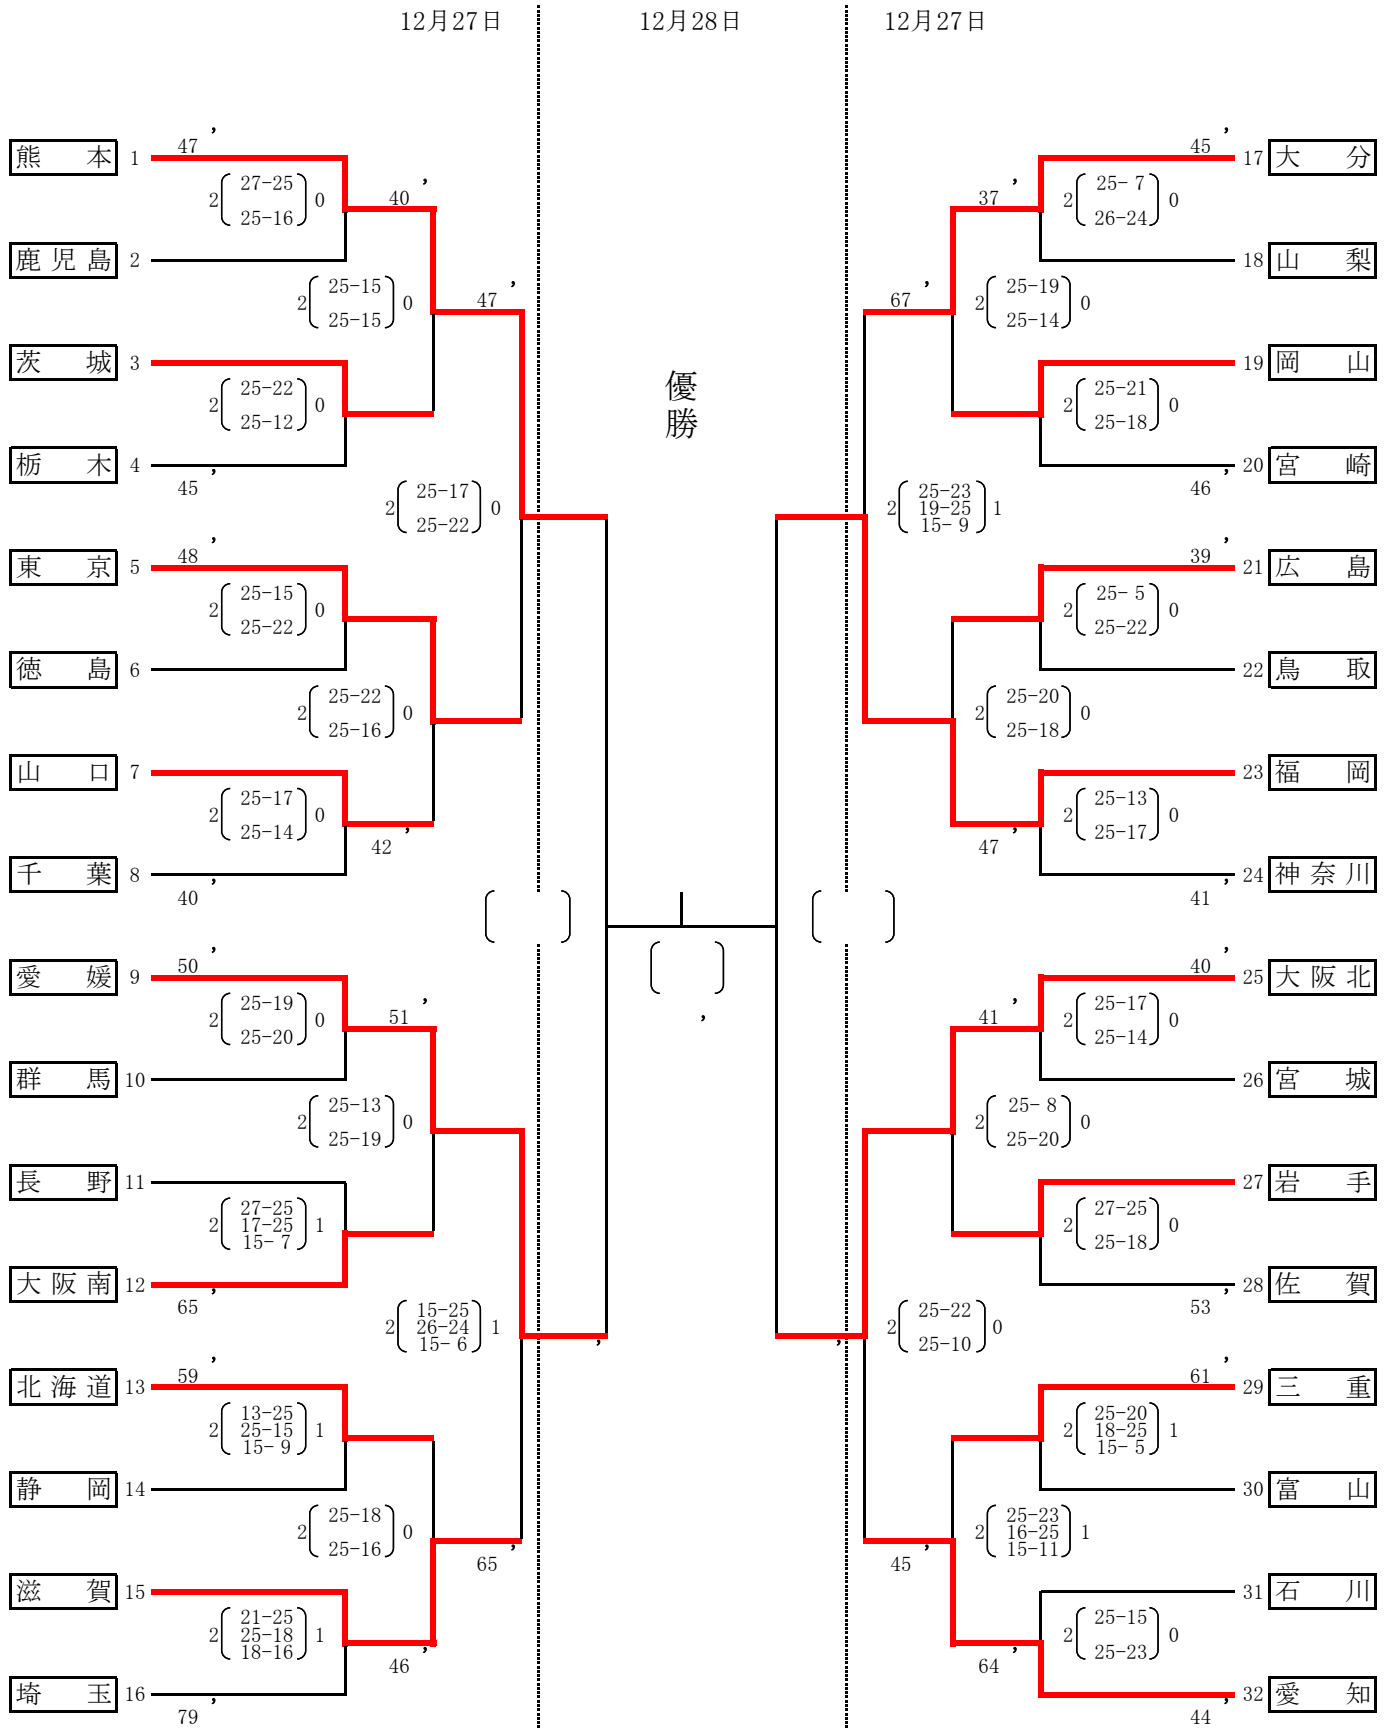 12月27日 12月28日 12月27日
47 ’ 45 ’
熊本 1 17 大分
27-25 40 ’ 37 ’ 25- 7
2 0 2 0
25-16 26-24
鹿児島 2 18 山梨
25-15 47 ’ 67 ’ 25-19
2 0 2 0
25-15 25-14
茨城 3 19 岡山
25-22 25-21
2 0 2 0
25-12 25-18
優
勝
栃木 4 20 宮崎
45 ’ 46 ’
25-17 25-23
2 0 2 19-25 1
25-22 15- 9
48 ’ 39 ’
東京 5 21 広島
25-15 25- 5
2 0 2 0
25-22 25-22
徳島 6 22 鳥取
25-22 25-20
2 0 2 0
25-16 25-18
山口 7 23 福岡
25-17 25-13
2 0 2 0
25-14 25-17
42 ’ 47 ’
千葉 8 24 神奈川
40 ’ 41 ’
50 ’ 40 ’
愛媛 9 25 大阪北
25-19 51 ’ 41 ’ 25-17
2 0 ’ 2 0
25-20 25-14
群馬 10 26 宮城
25-13 25- 8
2 0 2 0
25-19 25-20
長野 11 27 岩手
27-25 27-25
2 17-25 1 2 0
15- 7 25-18
大阪南 12 28 佐賀
65 ’ 53 ’
15-25 25-22
2 26-24 1 2 0
15- 6 ’ ’ 25-10
59 ’ 61 ’
北海道 13 29 三重
13-25 25-20
2 25-15 1 2 18-25 1
15- 9 15- 5
静岡 14 30 富山
25-18 25-23
2 0 2 16-25 1
25-16 15-11
65 ’ 45 ’
滋賀 15 31 石川
21-25 25-15
2 25-18 1 2 0
18-16 25-23
46 ’ 64 ’
埼玉 16 32 愛知
79 ’ 44 ’